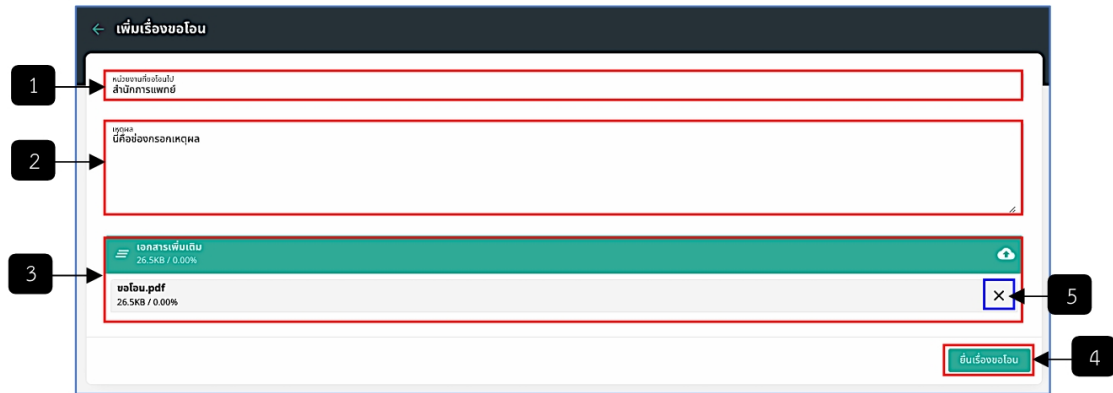 เพิ่มเรื่องขอโอน
1
หน่วยงานที่ขอโอนไป
สำนักการแพทย์
2
เหตุผล
นี่คือช่องกรอกเหตุผล
3
เอกสารเพิ่มเติม
26.5KB / 0.00%
ขอโอน.pdf
26.5KB / 0.00%
5
ยื่นเรื่องขอโอน
4